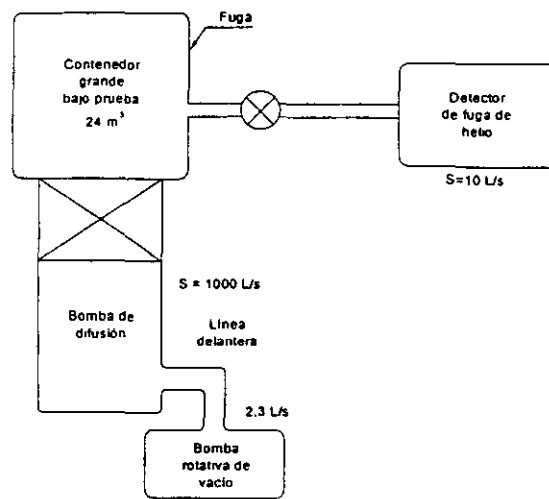 Fuga
Contenedor
grande
bajo prueba
24 m³
Detector
de fuga de
helio
S=10 L/s
S = 1000 L/s
Bomba de
difusión
Línea
delantera
2.3 L/s
Bomba
rotativa de
vacío